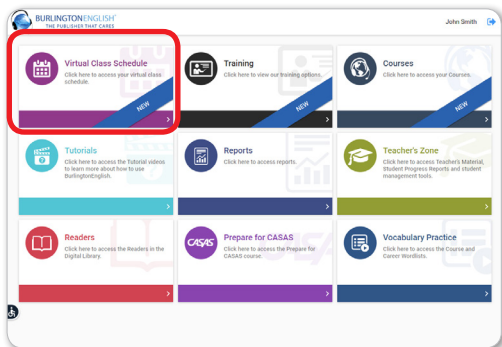 BURLINGTONENGLISH
THE PUBLISHER THAT CARES
John Smith
Virtual Class Schedule
Click here to access your virtual class
schedule.
NEW
Training
Click here to view our training options.
NEW
Courses
Click here to access your Courses.
NEW
Tutorials
Click here to access the Tutorial videos
to learn more about how to use
BurlingtonEnglish.
Reports
Click here to access reports.
Teacher's Zone
Click here to access Teacher's Material,
Student Progress Reports and student
management tools.
Readers
Click here to access the Readers in the
Digital Library.
CASAS
Prepare for CASAS
Click here to access the Prepare for
CASAS course.
Vocabulary Practice
Click here to access the Course and
Career Wordlists.